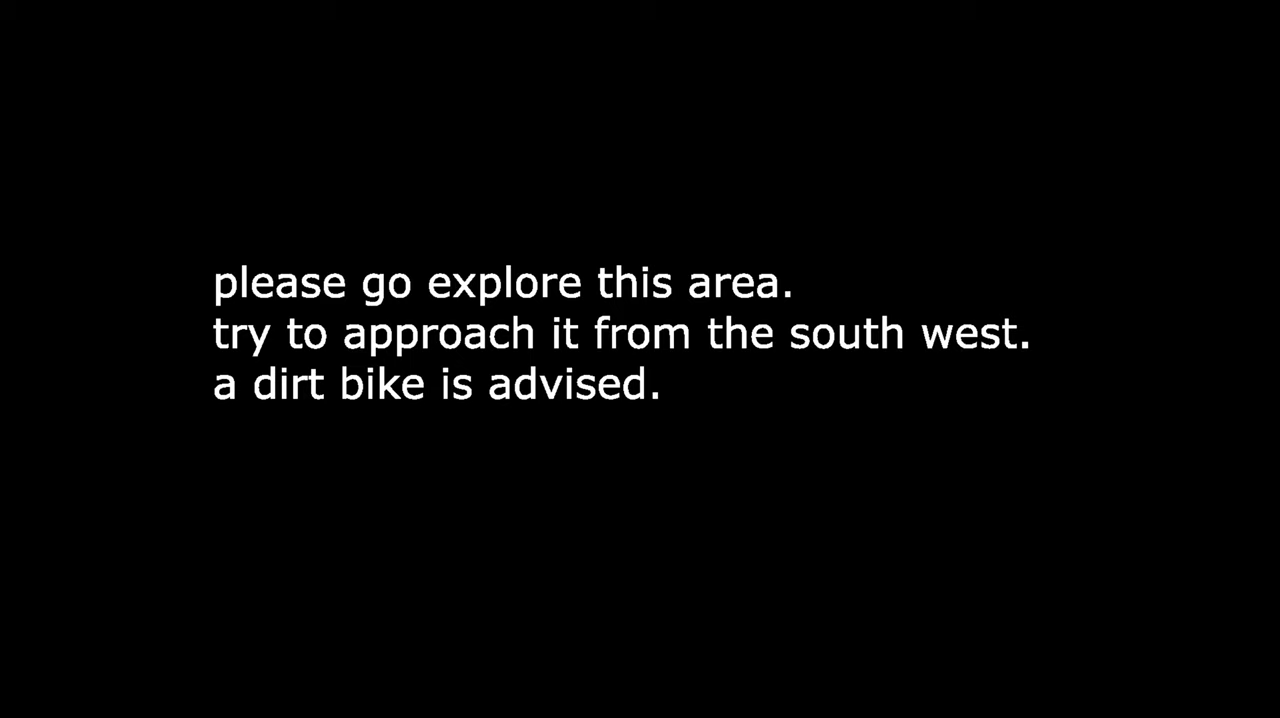 please go explore this area.
try to approach it from the south west.
a dirt bike is advised.